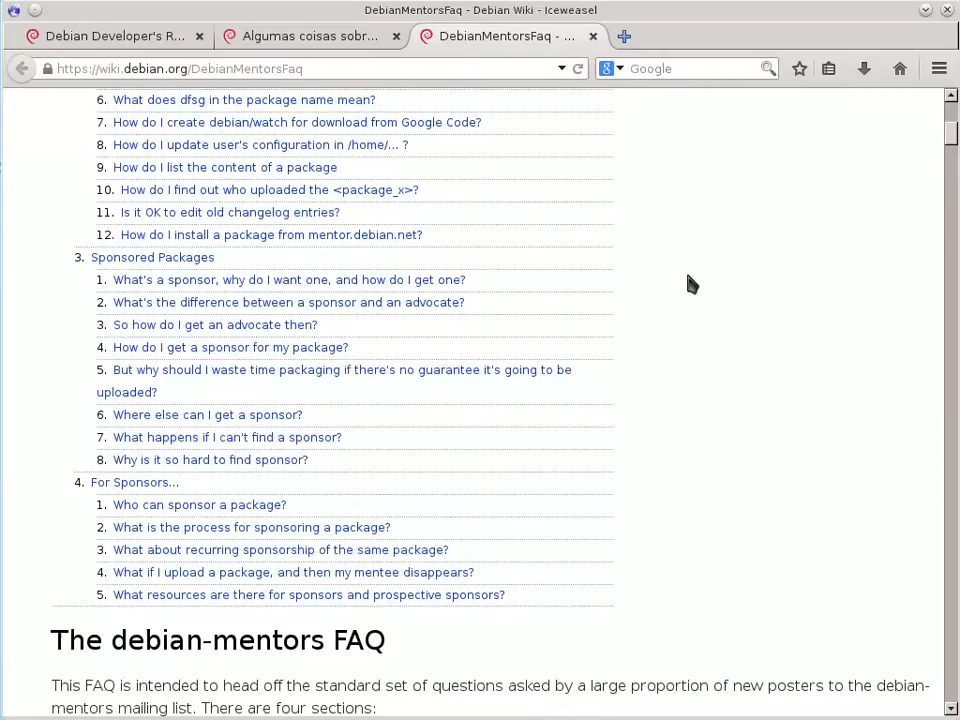 DebianMentorsFaq - Debian Wiki - Iceweasel
Debian Developer's R...
Algumas coisas sobr...
DebianMentorsFaq - ...
https://wiki.debian.org/DebianMentorsFaq
Google
6. What does dfsg in the package name mean?
7. How do I create debian/watch for download from Google Code?
8. How do I update user's configuration in /home/... ?
9. How do I list the content of a package
10. How do I find out who uploaded the <package_x>?
11. Is it OK to edit old changelog entries?
12. How do I install a package from mentor.debian.net?
3. Sponsored Packages
1. What's a sponsor, why do I want one, and how do I get one?
2. What's the difference between a sponsor and an advocate?
3. So how do I get an advocate then?
4. How do I get a sponsor for my package?
5. But why should I waste time packaging if there's no guarantee it's going to be
uploaded?
6. Where else can I get a sponsor?
7. What happens if I can't find a sponsor?
8. Why is it so hard to find sponsor?
4. For Sponsors...
1. Who can sponsor a package?
2. What is the process for sponsoring a package?
3. What about recurring sponsorship of the same package?
4. What if I upload a package, and then my mentee disappears?
5. What resources are there for sponsors and prospective sponsors?
The debian-mentors FAQ
This FAQ is intended to head off the standard set of questions asked by a large proportion of new posters to the debian-
mentors mailing list. There are four sections: